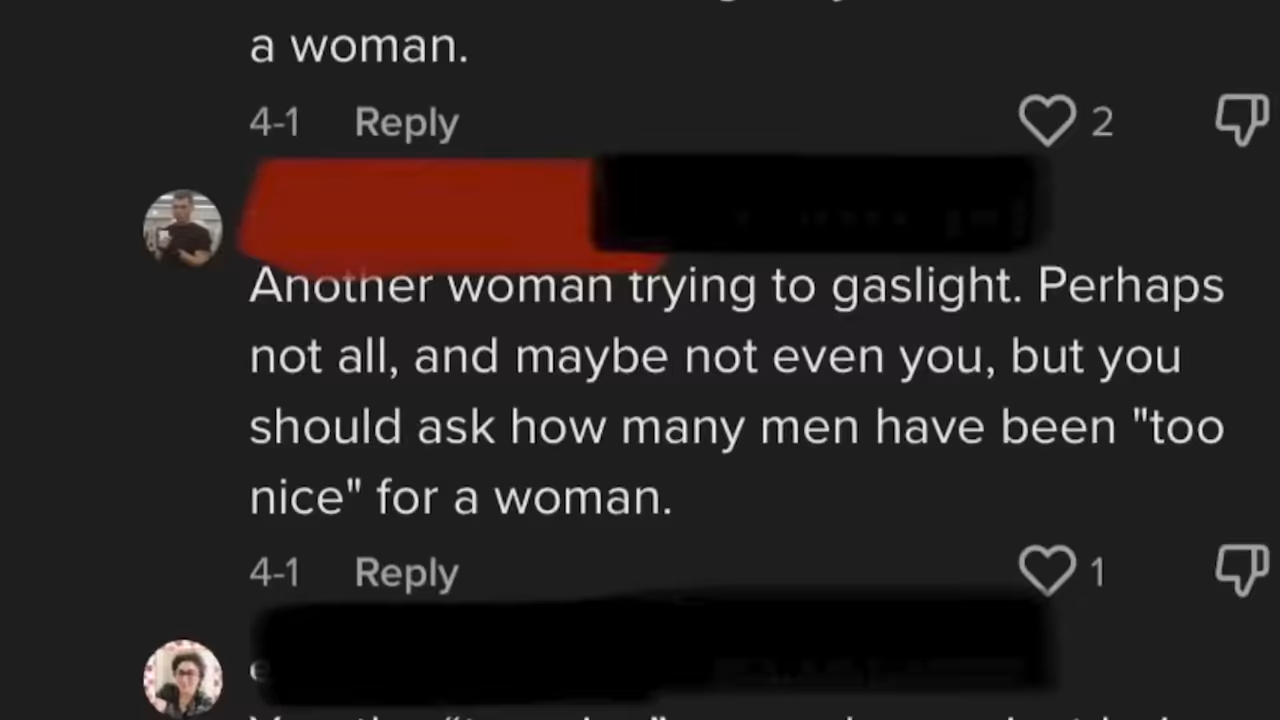 a woman.
4-1 Reply 2
Another woman trying to gaslight. Perhaps
not all, and maybe not even you, but you
should ask how many men have been "too
nice" for a woman.
4-1 Reply 1
e